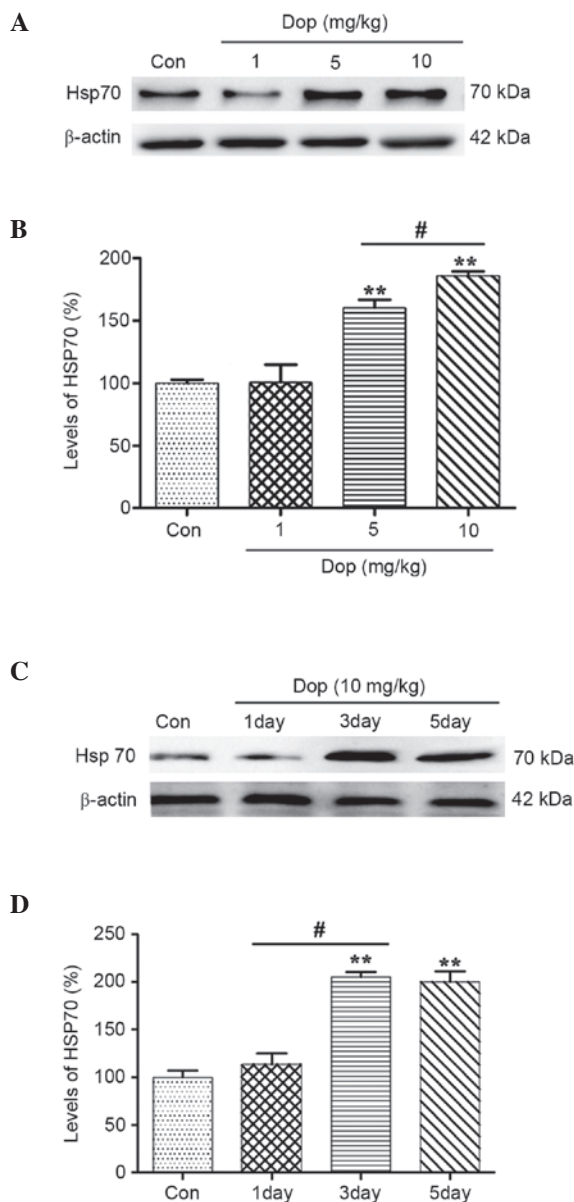 A
Dop (mg/kg)
Con 1 5 10
Hsp70 70 kDa
β-actin 42 kDa
B
#
** **
Levels of HSP70 (%)
200
150
100
50
0
Con 1 5 10
Dop (mg/kg)
C
Dop (10 mg/kg)
Con 1day 3day 5day
Hsp 70 70 kDa
β-actin 42 kDa
D
#
** **
Levels of HSP70 (%)
250
200
150
100
50
0
Con 1day 3day 5day